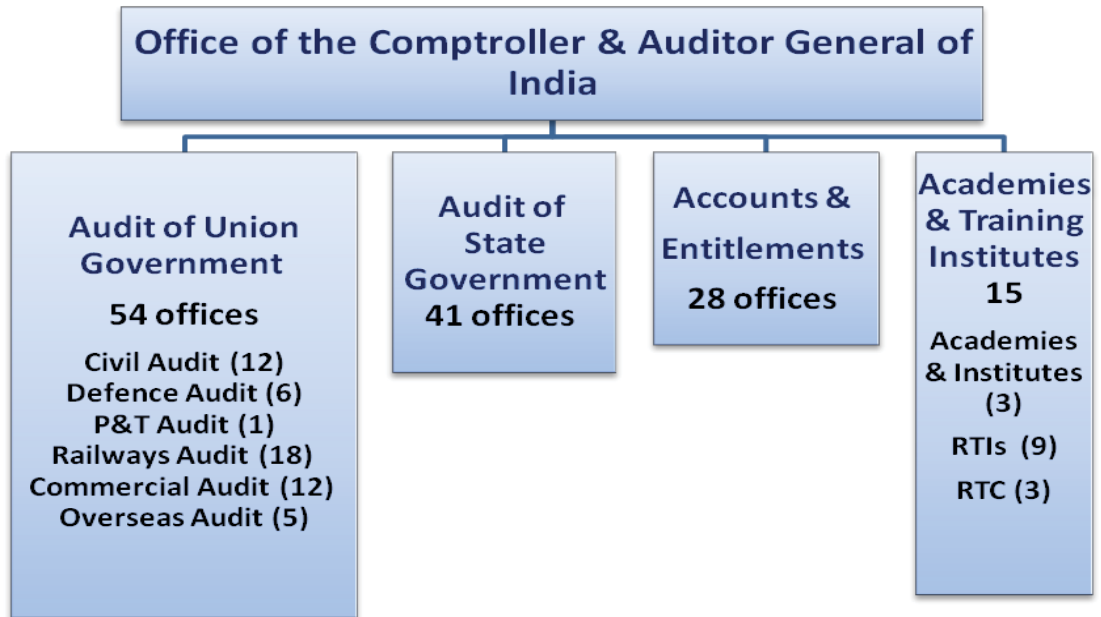 Office of the Comptroller & Auditor General of
India
Audit of Union
Government
54 offices
Civil Audit (12)
Defence Audit (6)
P&T Audit (1)
Railways Audit (18)
Commercial Audit (12)
Overseas Audit (5)
Audit of
State
Government
41 offices
Accounts &
Entitlements
28 offices
Academies
& Training
Institutes
15
Academies
& Institutes
(3)
RTIs (9)
RTC (3)